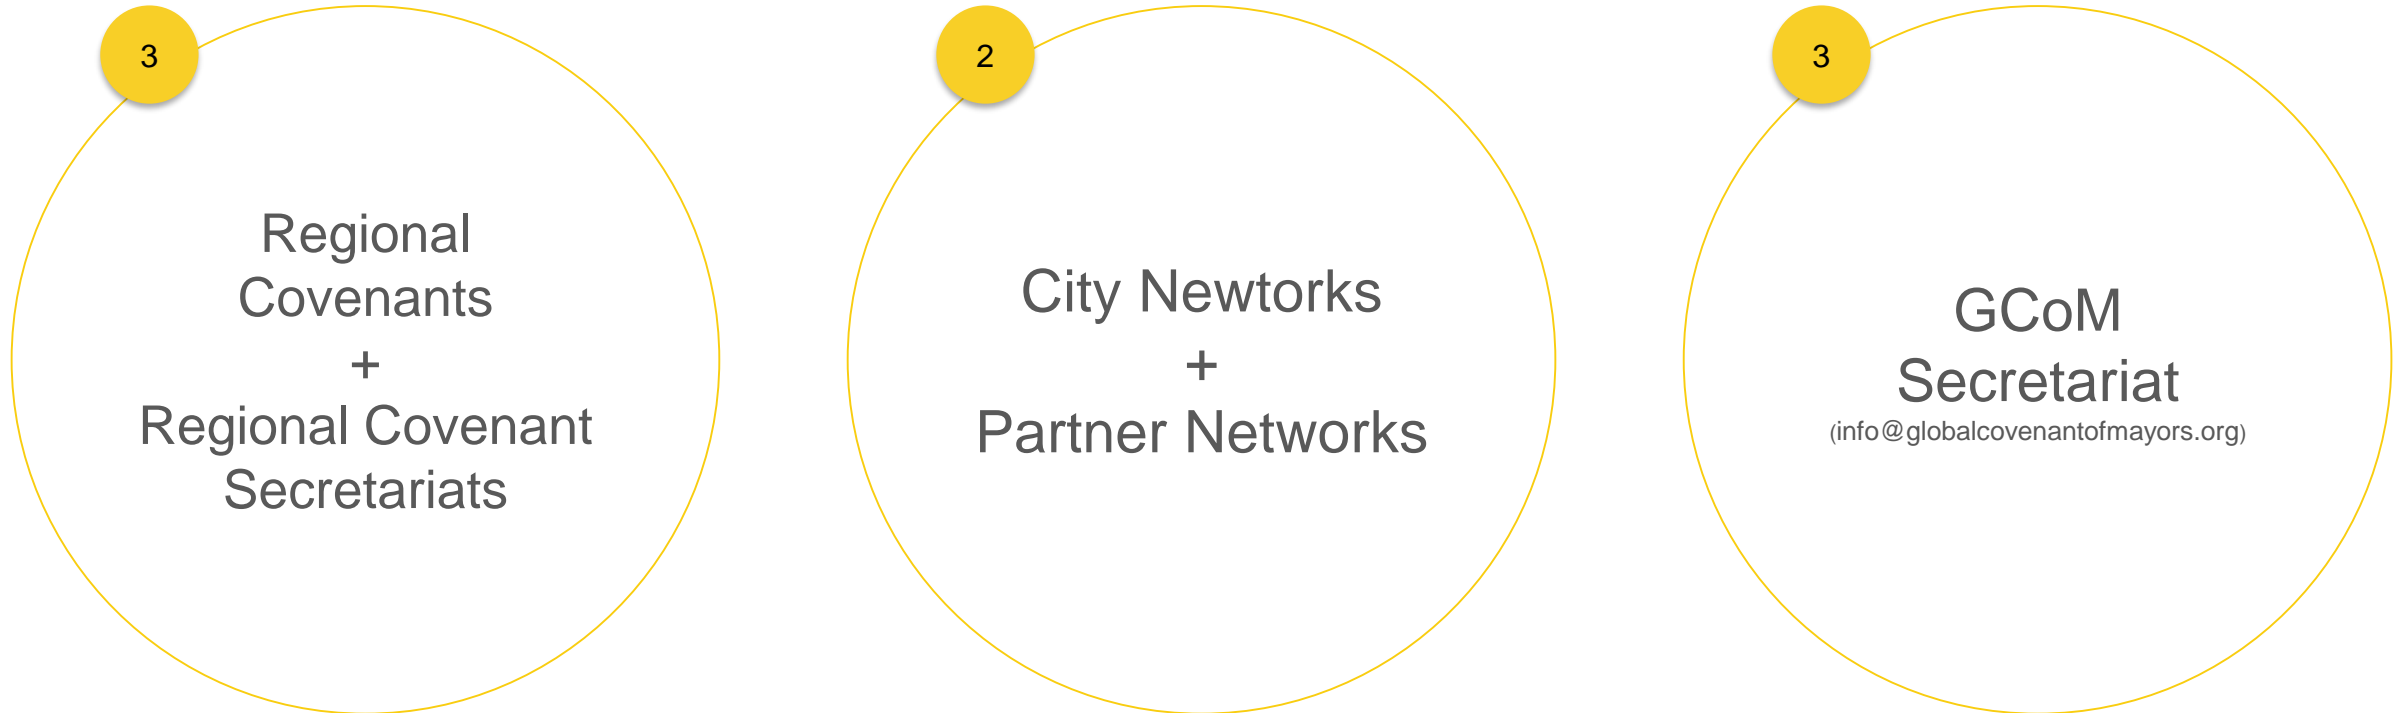 3
Regional
Covenants
+
Regional Covenant
Secretariats
2
City Newtorks
+
Partner Networks
3
GCoM
Secretariat
(info@globalcovenantofmayors.org)